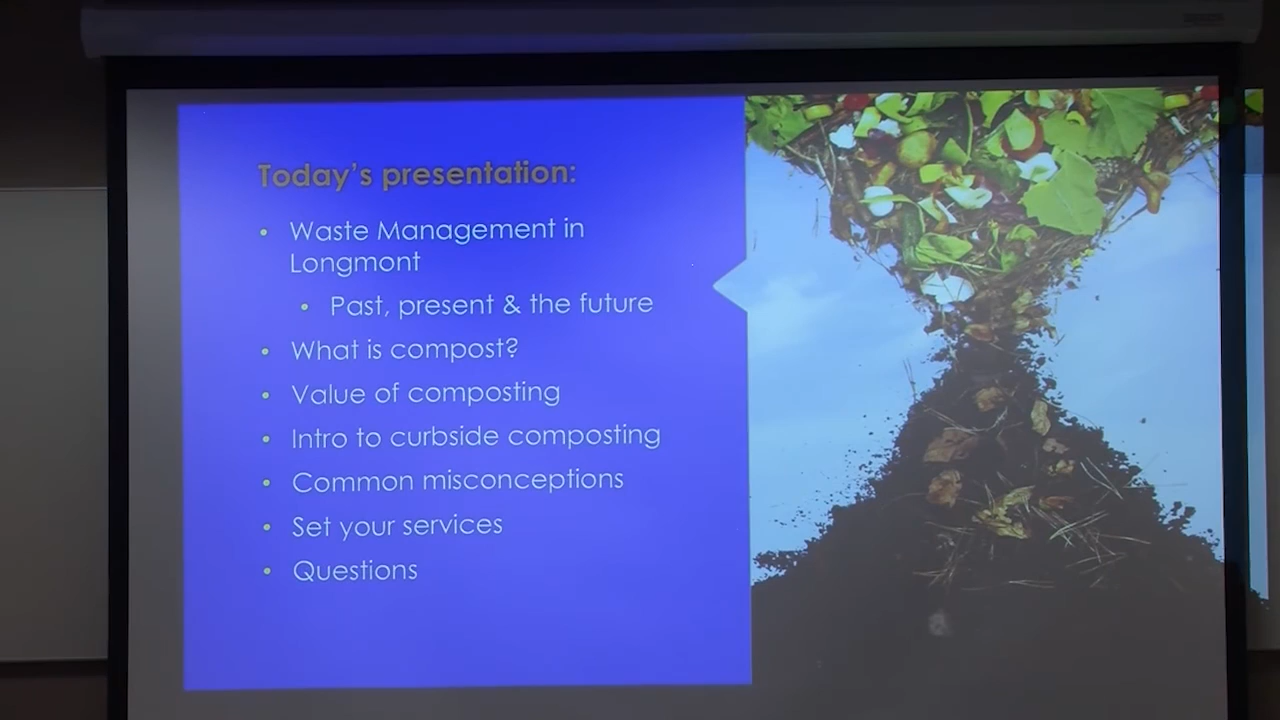 Today's presentation:
• Waste Management in
Longmont
• Past, present & the future
• What is compost?
• Value of composting
• Intro to curbside composting
• Common misconceptions
• Set your services
• Questions